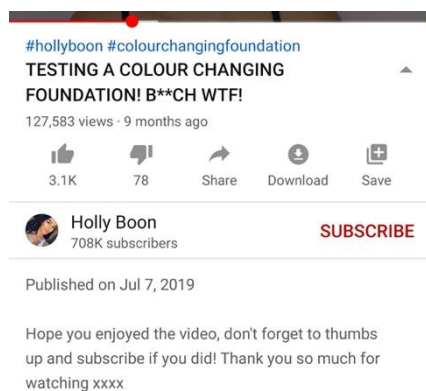 #hollyboon #colourchangingfoundation
TESTING A COLOUR CHANGING
FOUNDATION! B**CH WTF!
127,583 views · 9 months ago
3.1K 78 Share Download Save
Holly Boon
708K subscribers
SUBSCRIBE
Published on Jul 7, 2019
Hope you enjoyed the video, don't forget to thumbs
up and subscribe if you did! Thank you so much for
watching xxxx